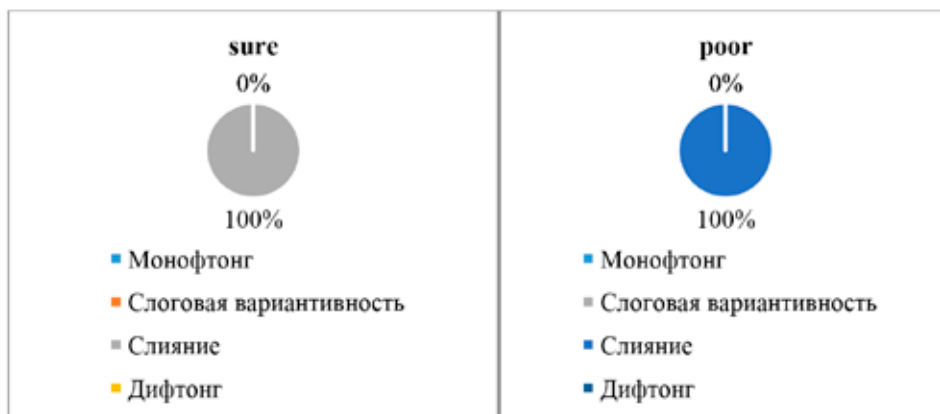 sure
0%
100%
Монофтонг
Слоговая вариантивность
Слияние
Дифтонг
poor
0%
100%
Монофтонг
Слоговая вариантивность
Слияние
Дифтонг